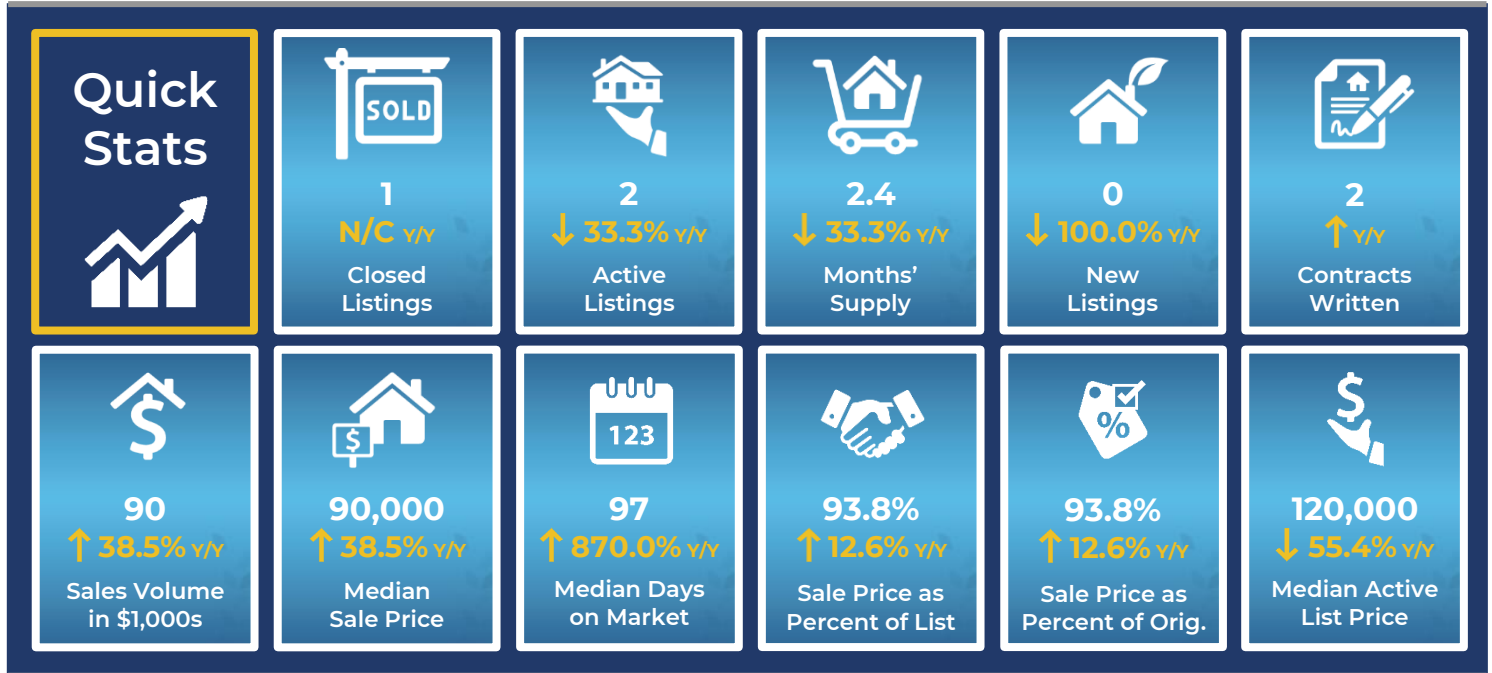 Quick
Stats
SOLD
1
N/C Y/Y
Closed
Listings
2
↓ 33.3% Y/Y
Active
Listings
2.4
↓ 33.3% Y/Y
Months’
Supply
0
↓ 100.0% Y/Y
New
Listings
2
↑ Y/Y
Contracts
Written
$
90
↑ 38.5% Y/Y
Sales Volume
in $1,000s
$
90,000
↑ 38.5% Y/Y
Median
Sale Price
123
97
↑ 870.0% Y/Y
Median Days
on Market
93.8%
↑ 12.6% Y/Y
Sale Price as
Percent of List
%
93.8%
↑ 12.6% Y/Y
Sale Price as
Percent of Orig.
$
120,000
↓ 55.4% Y/Y
Median Active
List Price